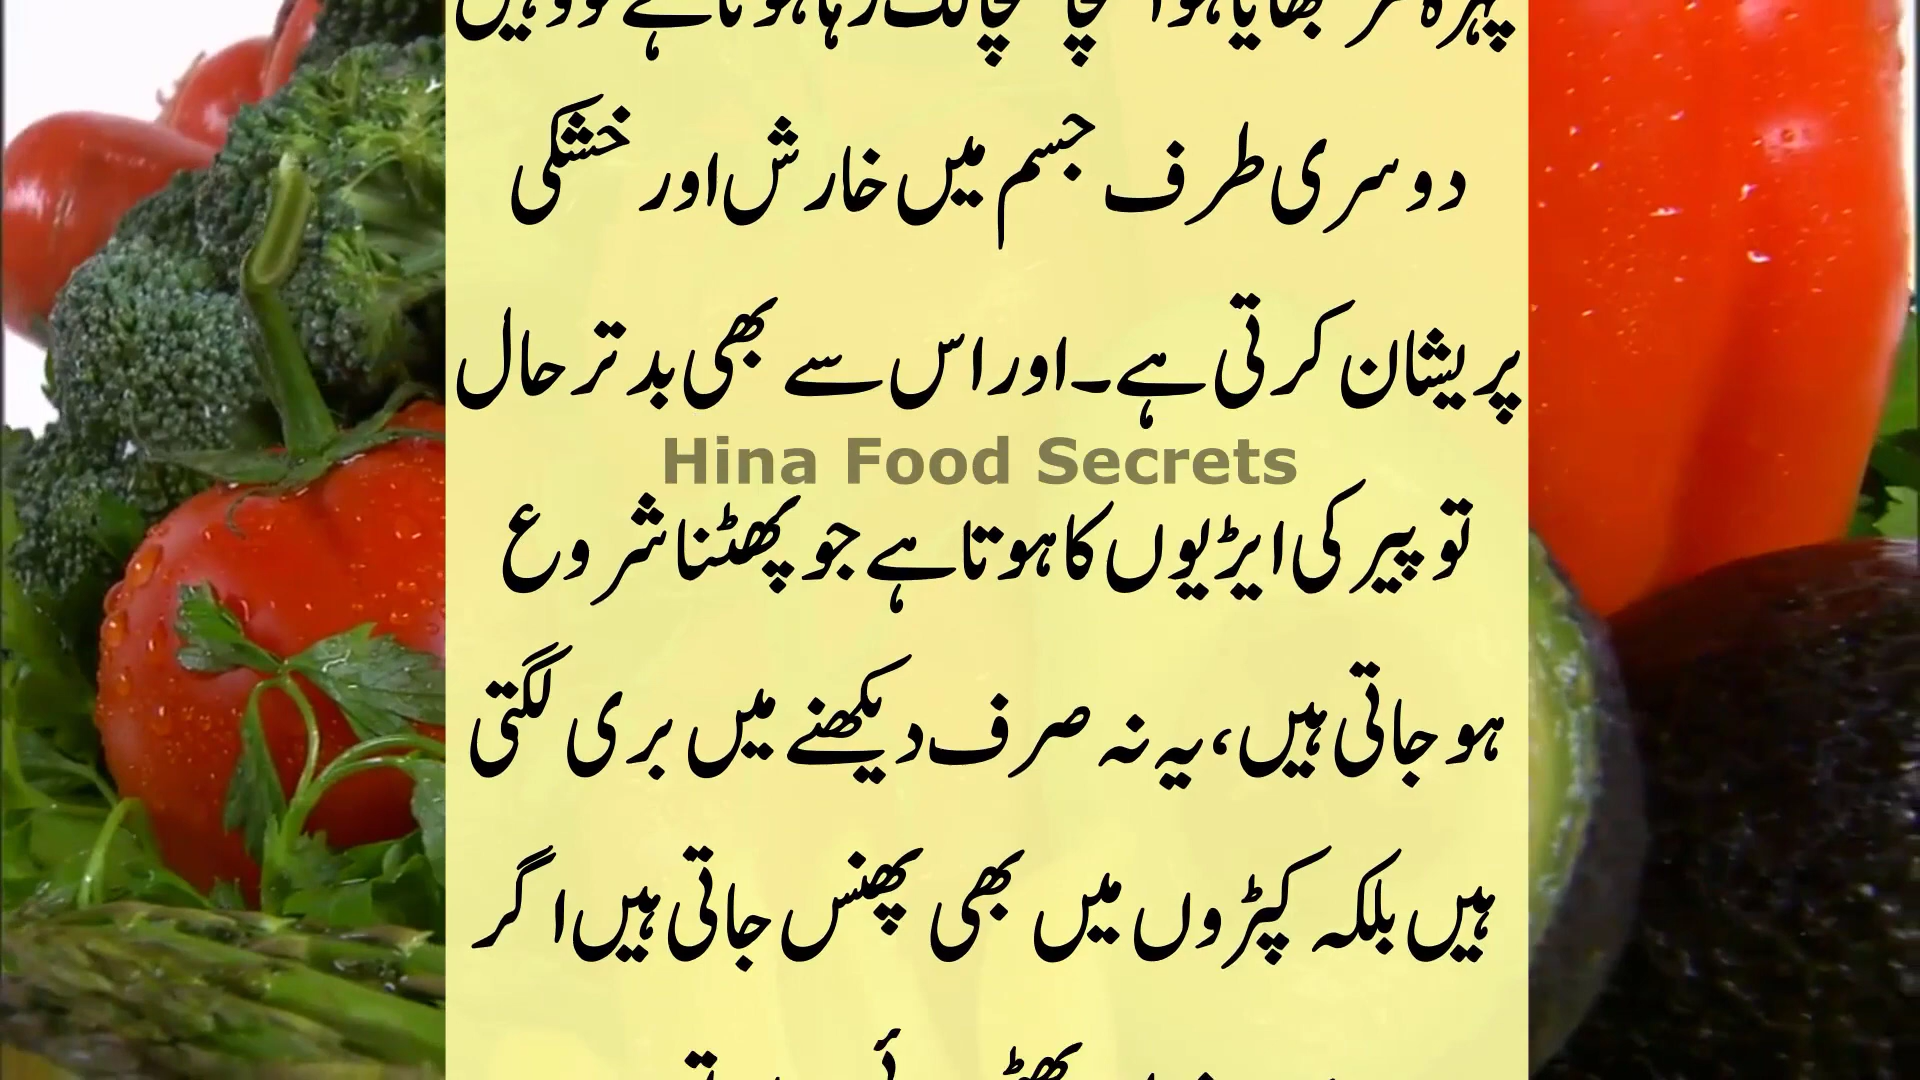 دوسری طرف جسم میں خارش اور خشکی
پریشان کرتی ہے۔ اور اس سے بھی بدتر حال
Hina Food Secrets
تو پیر کی ایڑیوں کا ہوتا ہے جو پھٹنا شروع
ہو جاتی ہیں، یہ نہ صرف دیکھنے میں بری لگتی
ہیں بلکہ کپڑوں میں بھی پھنس جاتی ہیں اگر